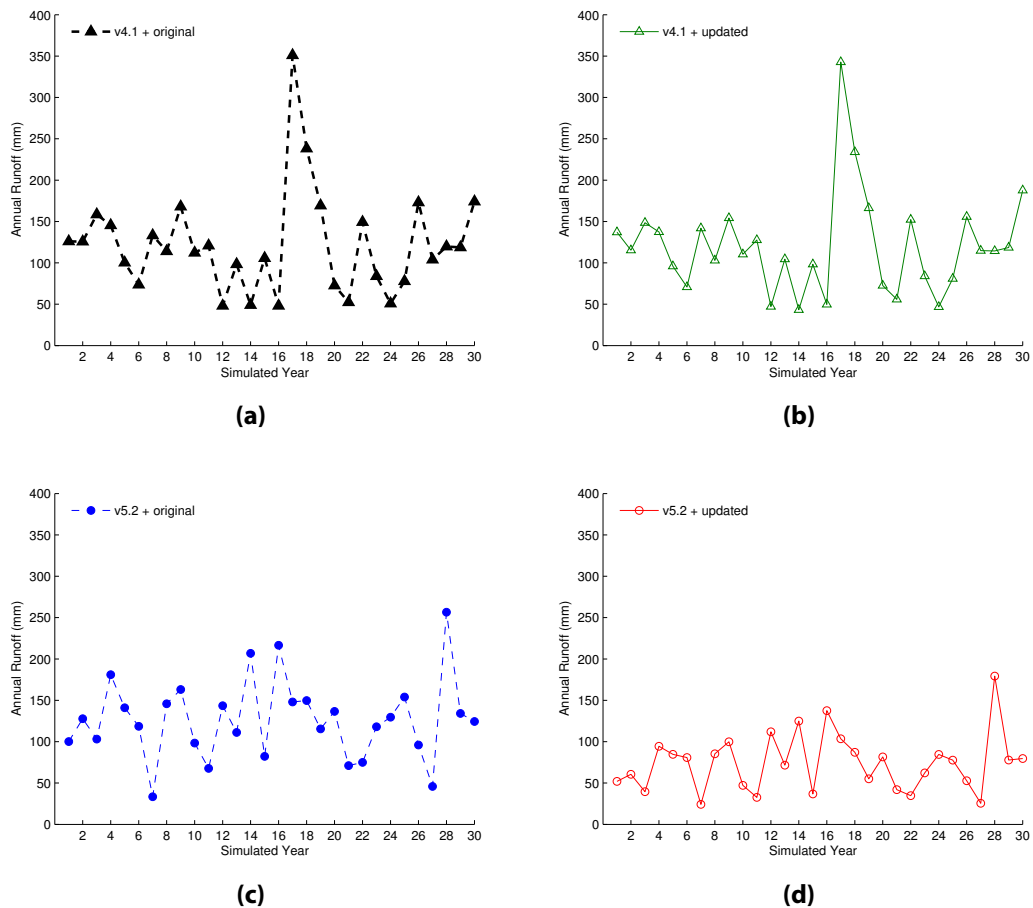 400
350
300
250
200
150
100
50
0
Annual Runoff (mm)
v4.1 + original
2 4 6 8 10 12 14 16 18 20 22 24 26 28 30
Simulated Year
(a)
400
350
300
250
200
150
100
50
0
Annual Runoff (mm)
v4.1 + updated
2 4 6 8 10 12 14 16 18 20 22 24 26 28 30
Simulated Year
(b)
400
350
300
250
200
150
100
50
0
Annual Runoff (mm)
v5.2 + original
2 4 6 8 10 12 14 16 18 20 22 24 26 28 30
Simulated Year
(c)
400
350
300
250
200
150
100
50
0
Annual Runoff (mm)
v5.2 + updated
2 4 6 8 10 12 14 16 18 20 22 24 26 28 30
Simulated Year
(d)